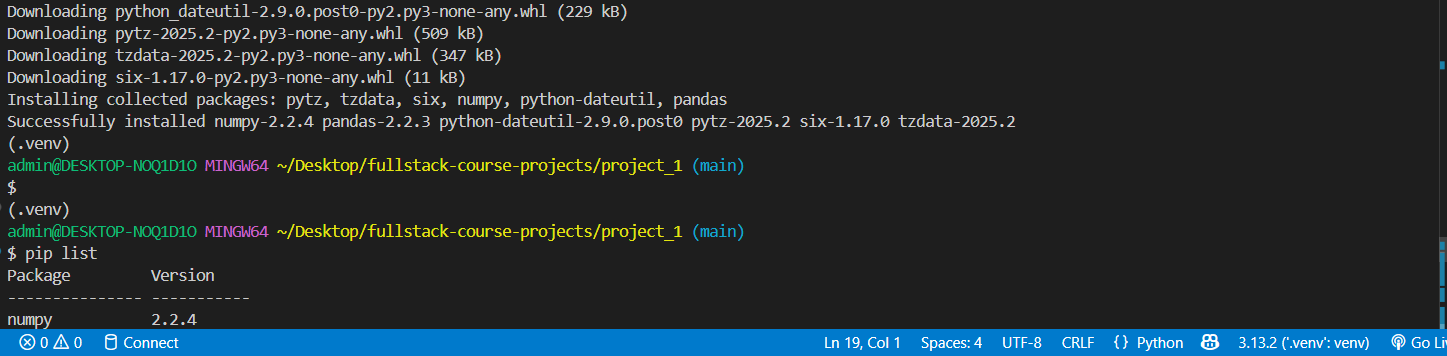 Downloading python_dateutil-2.9.0.post0-py2.py3-none-any.whl (229 kB)
Downloading pytz-2025.2-py2.py3-none-any.whl (509 kB)
Downloading tzdata-2025.2-py2.py3-none-any.whl (347 kB)
Downloading six-1.17.0-py2.py3-none-any.whl (11 kB)
Installing collected packages: pytz, tzdata, six, numpy, python-dateutil, pandas
Successfully installed numpy-2.2.4 pandas-2.2.3 python-dateutil-2.9.0.post0 pytz-2025.2 six-1.17.0 tzdata-2025.2
(.venv)
admin@DESKTOP-NOQ1D1O MINGW64 ~/Desktop/fullstack-course-projects/project_1 (main)
$
(.venv)
admin@DESKTOP-NOQ1D1O MINGW64 ~/Desktop/fullstack-course-projects/project_1 (main)
$ pip list
Package         Version
--------------- -----------
numpy           2.2.4
0 0 Connect Ln 19, Col 1 Spaces: 4 UTF-8 CRLF {} Python 3.13.2 ('.venv': venv) Go Li